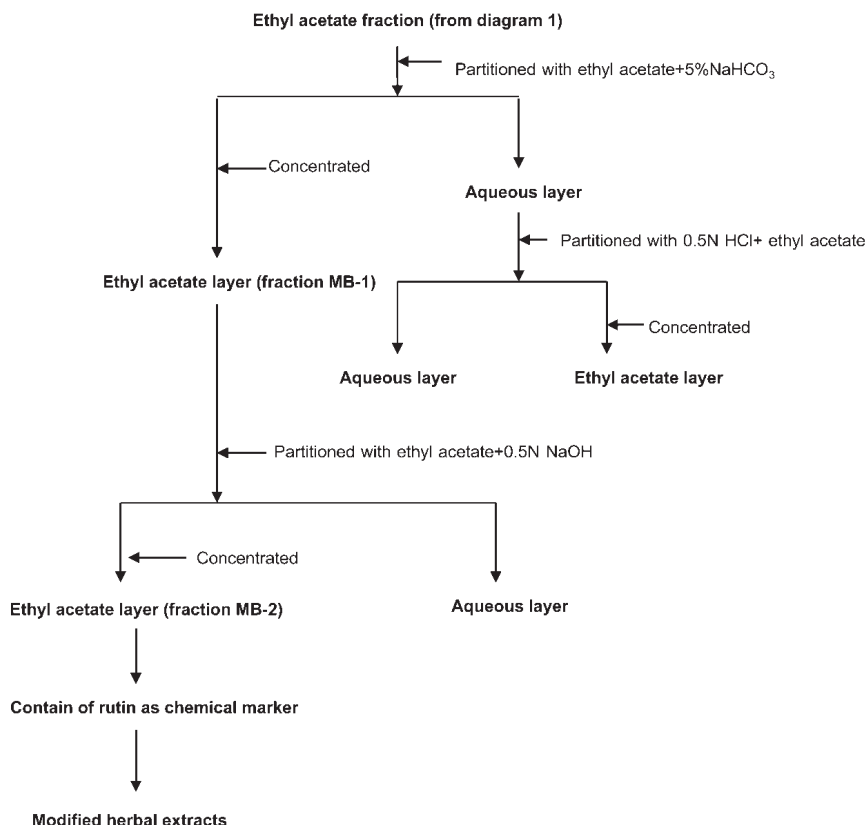 Ethyl acetate fraction (from diagram 1)
Partitioned with ethyl acetate+5%NaHCO₃
Concentrated
Aqueous layer
Partitioned with 0.5N HCl+ ethyl acetate
Ethyl acetate layer (fraction MB-1)
Concentrated
Aqueous layer
Ethyl acetate layer
Partitioned with ethyl acetate+0.5N NaOH
Concentrated
Ethyl acetate layer (fraction MB-2)
Aqueous layer
Contain of rutin as chemical marker
Modified herbal extracts